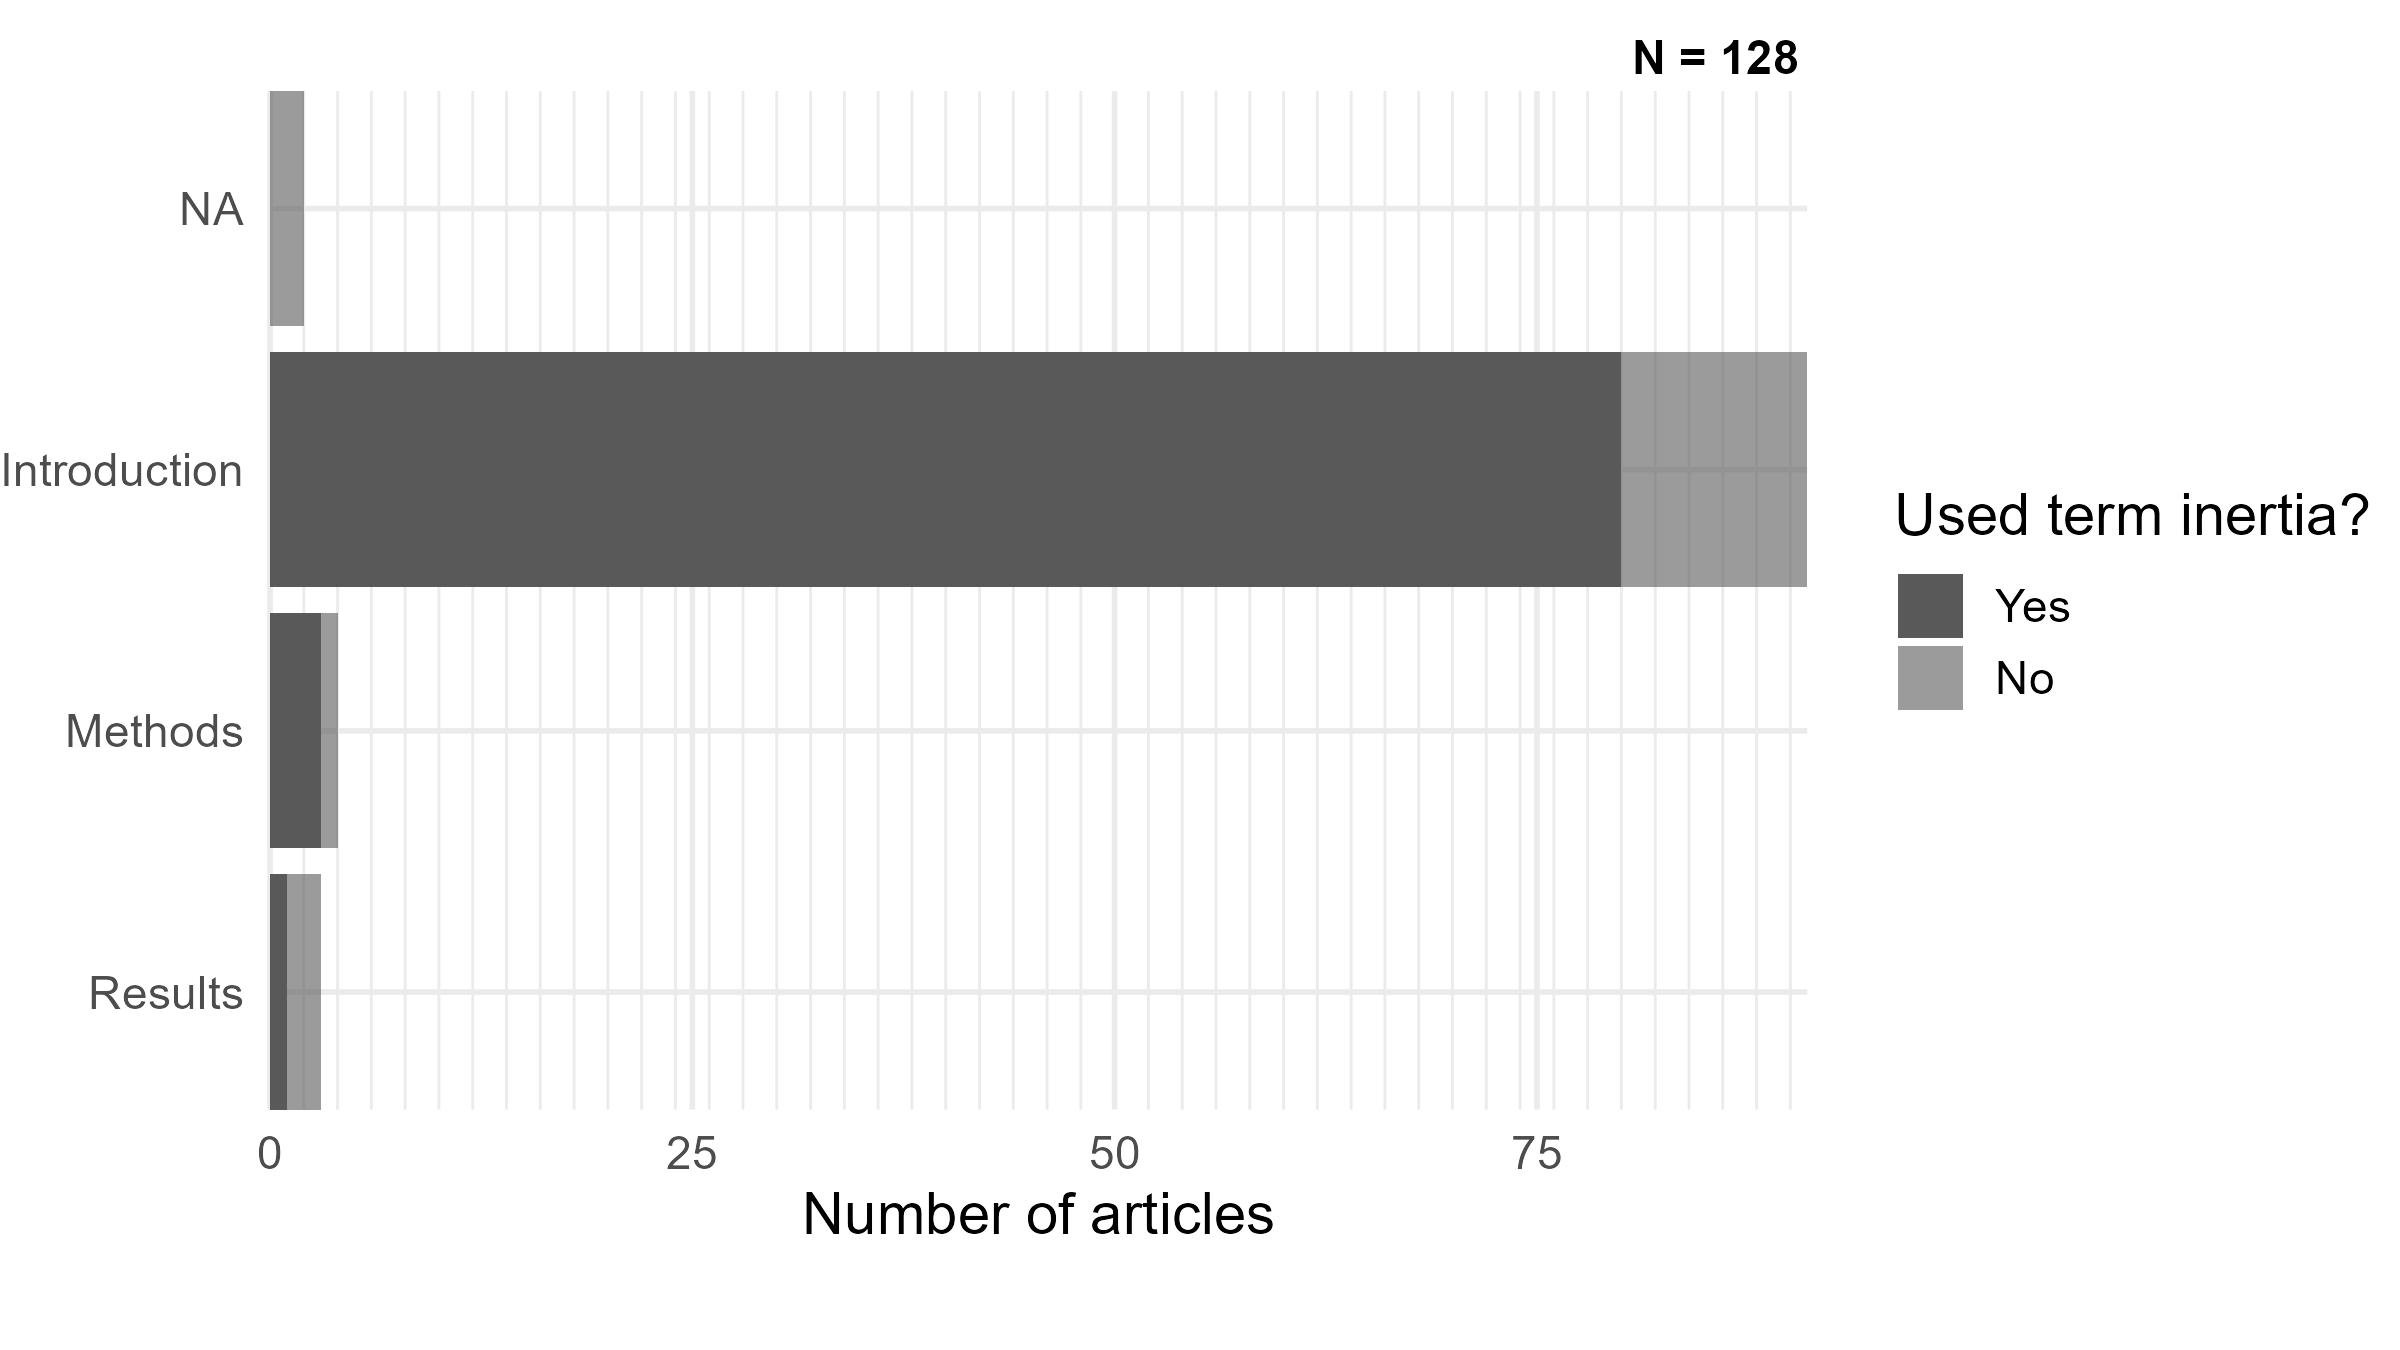 N = 128
NA
Introduction
Methods
Results
0 25 50 75
Number of articles
Used term inertia?
Yes
No